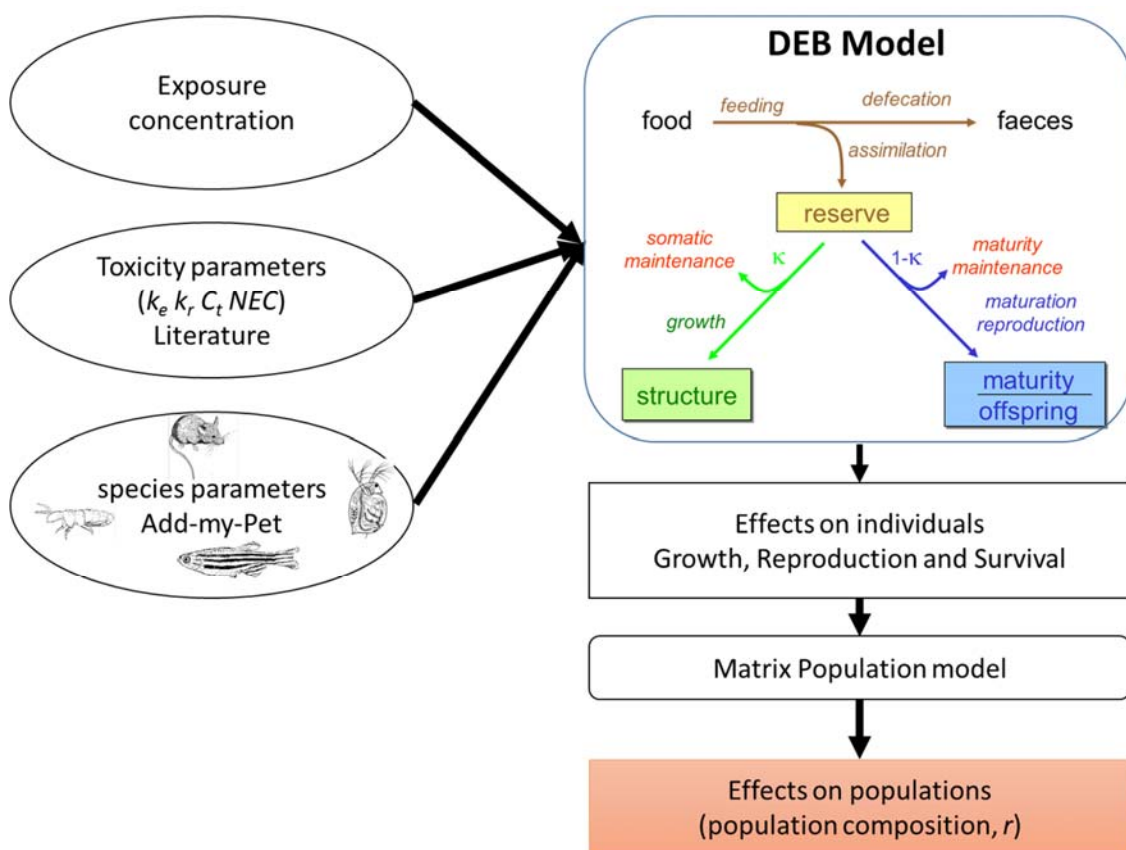 Exposure
concentration
Toxicity parameters
(ke kr Ct NEC)
Literature
species parameters
Add-my-Pet
DEB Model
food
feeding
defecation
faeces
assimilation
reserve
somatic
maintenance
κ
1-κ
maturity
maintenance
growth
maturation
reproduction
structure
maturity
offspring
Effects on individuals
Growth, Reproduction and Survival
Matrix Population model
Effects on populations
(population composition, r)